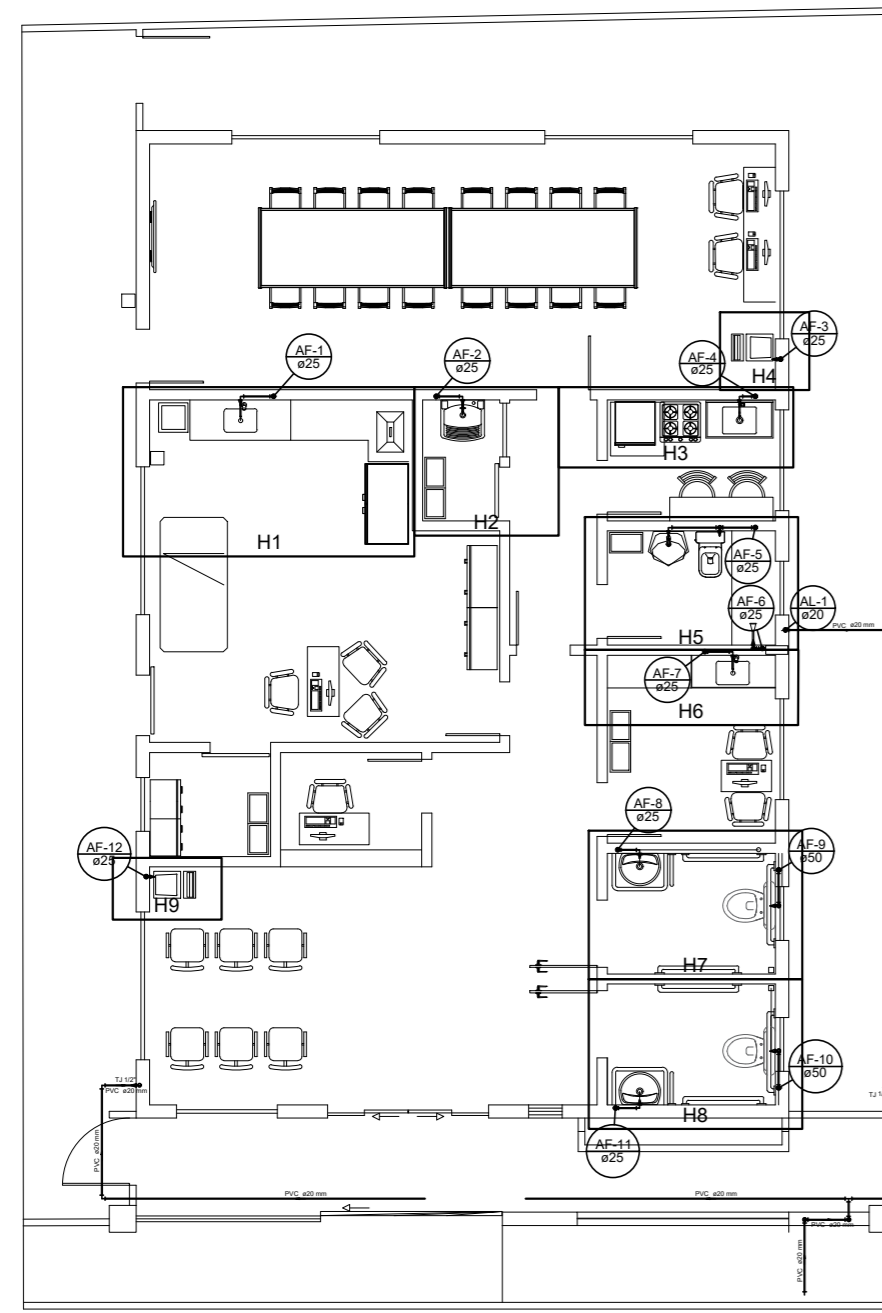 AF-3
ø25
AF-1
ø25
AF-2
ø25
AF-4
ø25
H4
H3
H1
H2
AF-5
ø25
AF-6
ø25
AL-1
ø20
PVC ø20 mm
H5
AF-7
ø25
H6
AF-8
ø25
AF-12
ø25
AF-9
ø50
H9
H7
AF-10
ø50
TJ 1/2"
PVC ø20 mm
H8
AF-11
ø25
PVC ø20 mm
PVC ø20 mm
PVC ø20 mm
PVC ø20 mm
PVC ø20 mm